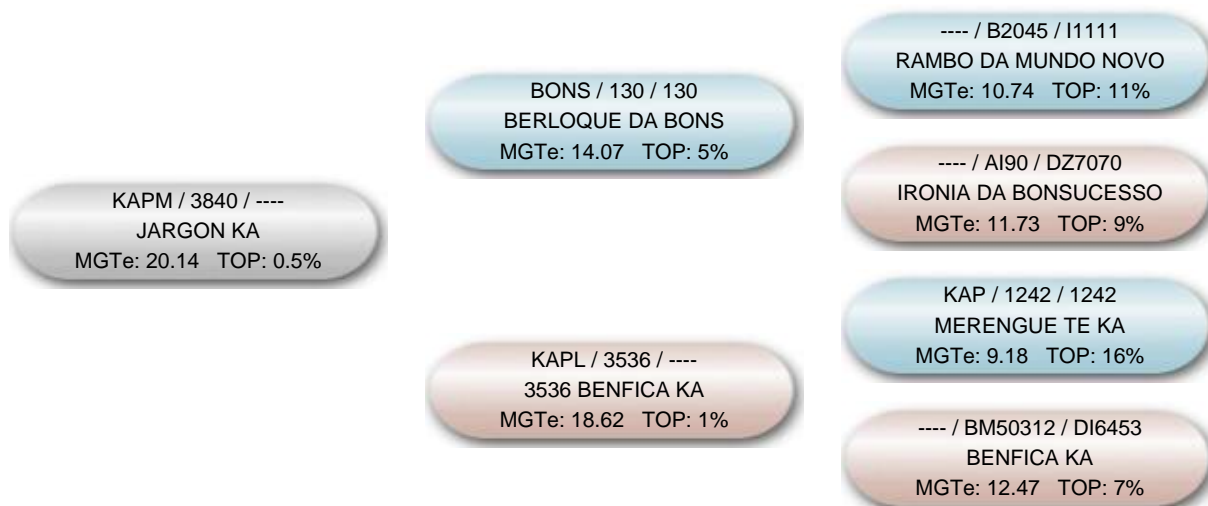 KAPM / 3840 / ----
JARGON KA
MGTe: 20.14 TOP: 0.5%
BONS / 130 / 130
BERLOQUE DA BONS
MGTe: 14.07 TOP: 5%
KAPL / 3536 / ----
3536 BENFICA KA
MGTe: 18.62 TOP: 1%
---- / B2045 / I1111
RAMBO DA MUNDO NOVO
MGTe: 10.74 TOP: 11%
---- / AI90 / DZ7070
IRONIA DA BONSUCESSO
MGTe: 11.73 TOP: 9%
KAP / 1242 / 1242
MERENGUE TE KA
MGTe: 9.18 TOP: 16%
---- / BM50312 / DI6453
BENFICA KA
MGTe: 12.47 TOP: 7%